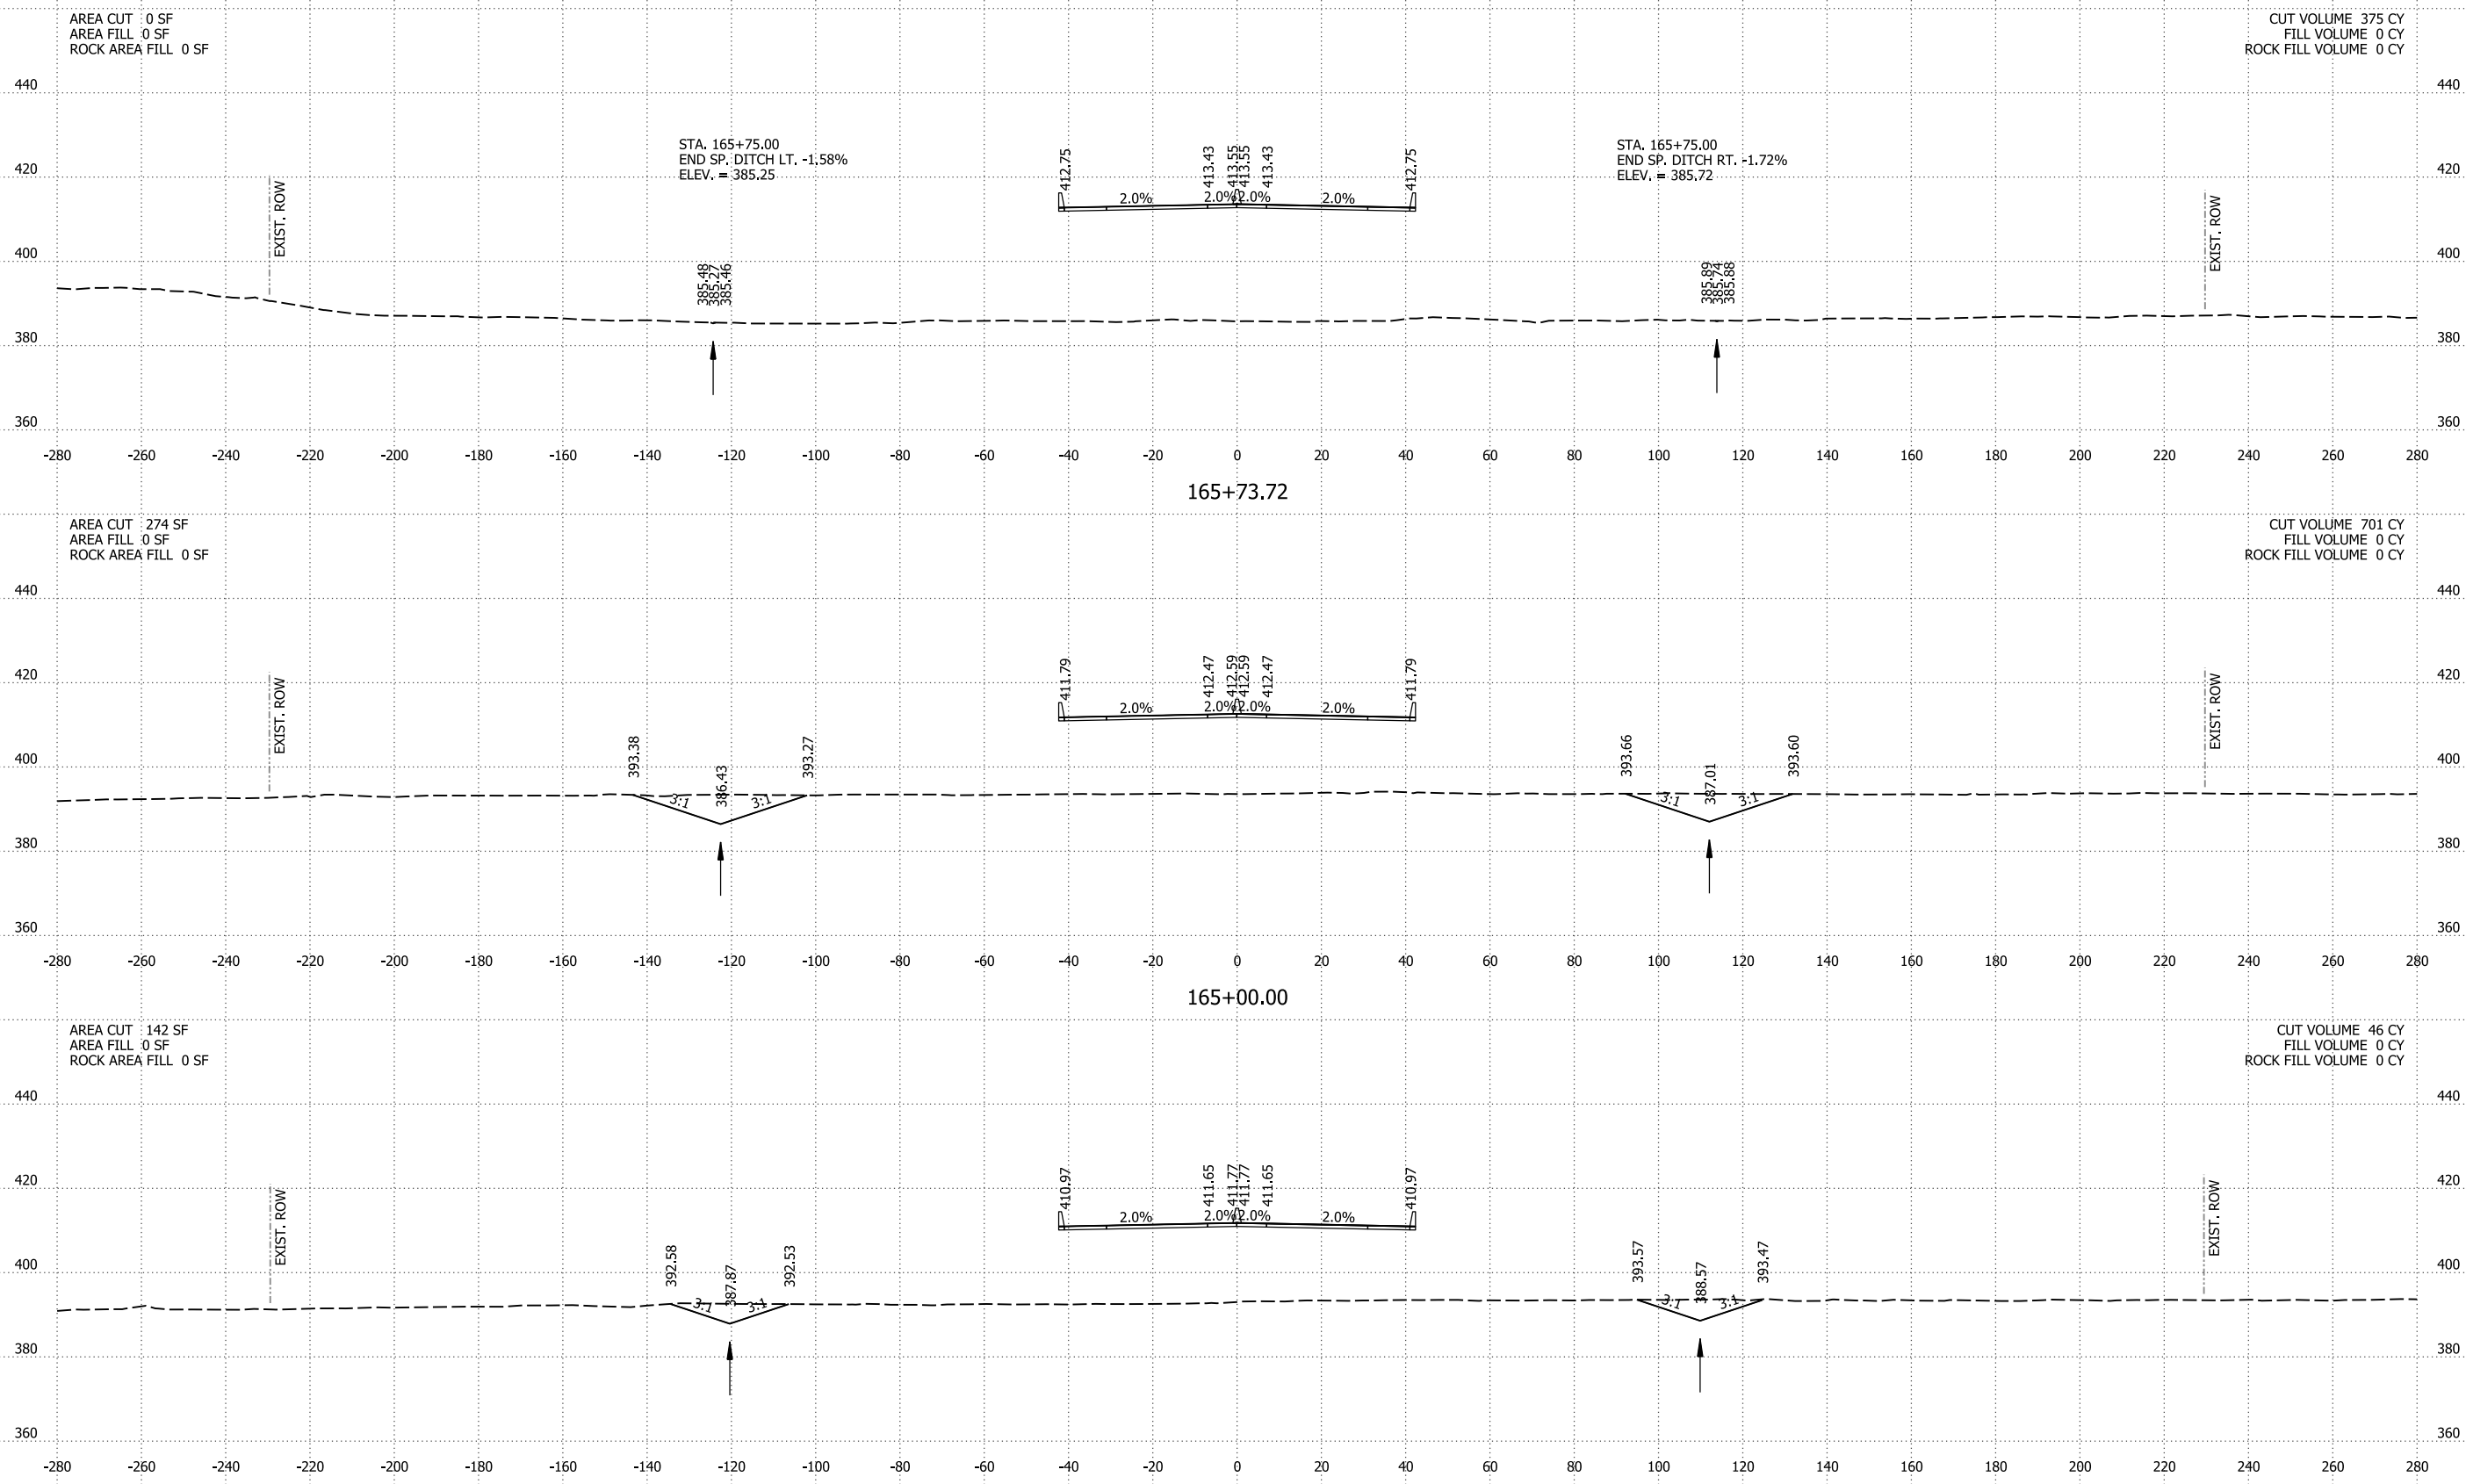 AREA CUT 0 SF
AREA FILL 0 SF
ROCK AREA FILL 0 SF
CUT VOLUME 375 CY
FILL VOLUME 0 CY
ROCK FILL VOLUME 0 CY
440 440
STA. 165+75.00
END SP. DITCH LT. -1.58%
ELEV. = 385.25
STA. 165+75.00
END SP. DITCH RT. -1.72%
ELEV. = 385.72
412.75 413.43 413.55 413.55 413.43 412.75
420 420
2.0% 2.0% 2.0% 2.0%
EXIST. ROW EXIST. ROW
400 400
385.48 385.27 385.46 385.89 385.74 385.88
380 380
360 360
-280 -260 -240 -220 -200 -180 -160 -140 -120 -100 -80 -60 -40 -20 0 20 40 60 80 100 120 140 160 180 200 220 240 260 280
165+73.72
AREA CUT 274 SF
AREA FILL 0 SF
ROCK AREA FILL 0 SF
CUT VOLUME 701 CY
FILL VOLUME 0 CY
ROCK FILL VOLUME 0 CY
440 440
411.79 412.47 412.59 412.59 412.47 411.79
420 420
2.0% 2.0% 2.0% 2.0%
EXIST. ROW EXIST. ROW
400 400
393.38 386.43 393.27 393.66 387.01 393.60
3:1 3:1 3:1 3:1
380 380
360 360
-280 -260 -240 -220 -200 -180 -160 -140 -120 -100 -80 -60 -40 -20 0 20 40 60 80 100 120 140 160 180 200 220 240 260 280
165+00.00
AREA CUT 142 SF
AREA FILL 0 SF
ROCK AREA FILL 0 SF
CUT VOLUME 46 CY
FILL VOLUME 0 CY
ROCK FILL VOLUME 0 CY
440 440
410.97 411.65 411.77 411.77 411.65 410.97
420 420
2.0% 2.0% 2.0% 2.0%
EXIST. ROW EXIST. ROW
400 400
392.58 387.87 392.53 393.57 388.57 393.47
3:1 3:1 3:1 3:1
380 380
360 360
-280 -260 -240 -220 -200 -180 -160 -140 -120 -100 -80 -60 -40 -20 0 20 40 60 80 100 120 140 160 180 200 220 240 260 280